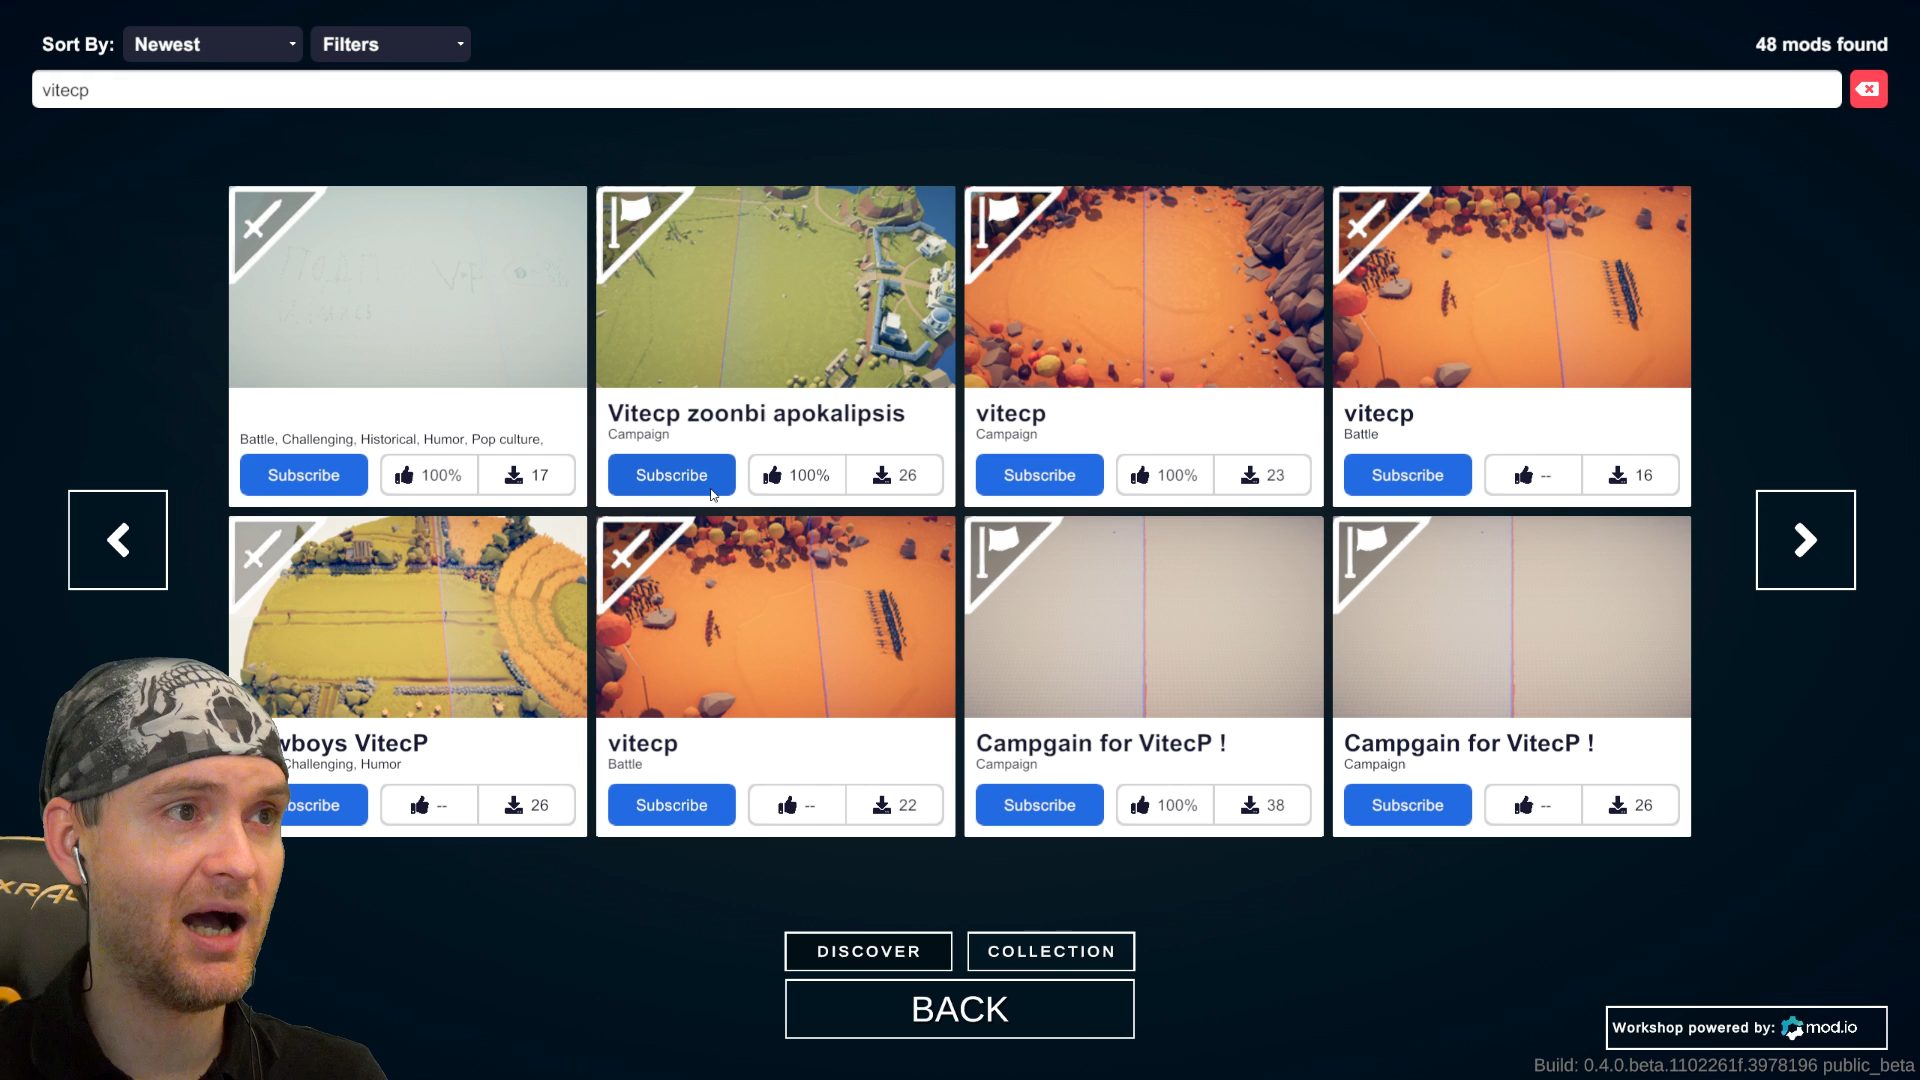 Sort By:
Newest
Filters
48 mods found
vitecp
Battle, Challenging, Historical, Humor, Pop culture,
Subscribe
100%
17
Vitecp zoonbi apokalipsis
Campaign
Subscribe
100%
26
vitecp
Campaign
Subscribe
100%
23
vitecp
Battle
Subscribe
--
16
wboys VitecP
Challenging, Humor
bscribe
--
26
vitecp
Battle
Subscribe
--
22
Campgain for VitecP !
Campaign
Subscribe
100%
38
Campgain for VitecP !
Campaign
Subscribe
--
26
DISCOVER
COLLECTION
BACK
Workshop powered by: mod.io
Build: 0.4.0.beta.1102261f.3978196 public_beta